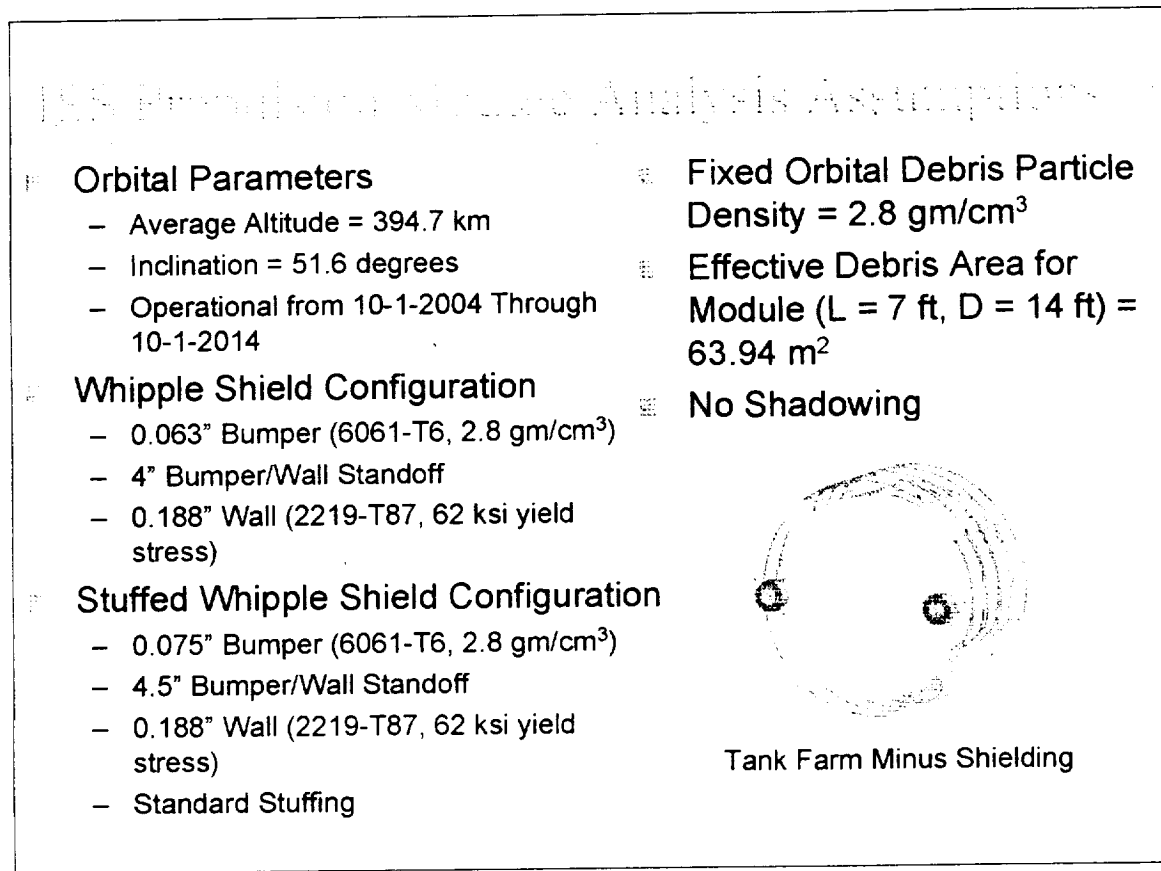 Analysis Assumptions
Orbital Parameters
– Average Altitude = 394.7 km
– Inclination = 51.6 degrees
– Operational from 10-1-2004 Through
10-1-2014
Whipple Shield Configuration
– 0.063" Bumper (6061-T6, 2.8 gm/cm³)
– 4" Bumper/Wall Standoff
– 0.188" Wall (2219-T87, 62 ksi yield
stress)
Stuffed Whipple Shield Configuration
– 0.075" Bumper (6061-T6, 2.8 gm/cm³)
– 4.5" Bumper/Wall Standoff
– 0.188" Wall (2219-T87, 62 ksi yield
stress)
– Standard Stuffing
Fixed Orbital Debris Particle
Density = 2.8 gm/cm³
Effective Debris Area for
Module (L = 7 ft, D = 14 ft) =
63.94 m²
No Shadowing
Tank Farm Minus Shielding